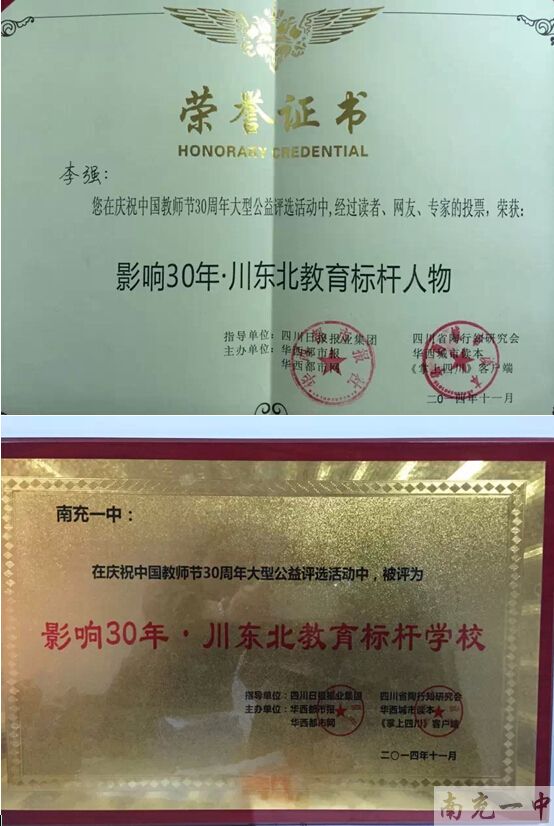 荣誉证书
HONORARY CREDENTIAL
李强：
您在庆祝中国教师节30周年大型公益评选活动中,经过读者、网友、专家的投票，荣获：
影响30年·川东北教育标杆人物
指导单位：四川日报报业集团 四川省陶行知研究会
主办单位：华西都市报 华西城市读本
华西都市网 《掌上四川》客户端
二〇一四年十一月
南充一中：
在庆祝中国教师节30周年大型公益评选活动中，被评为
影响30年·川东北教育标杆学校
指导单位：四川日报报业集团 四川省陶行知研究会
主办单位：华西都市报 华西城市读本
华西都市网 《掌上四川》客户端
二〇一四年十一月
南充一中